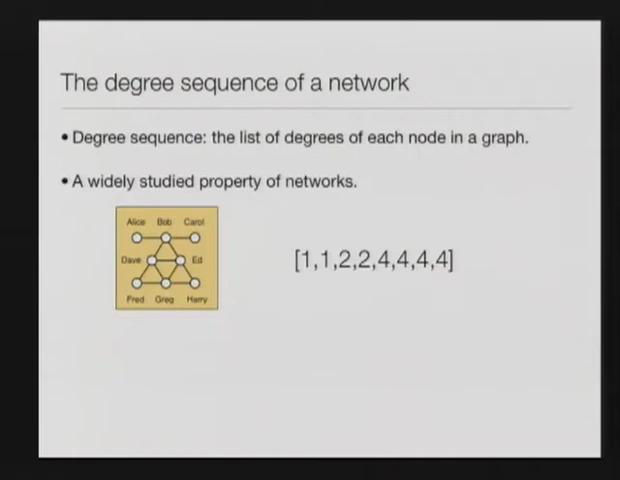 The degree sequence of a network
• Degree sequence: the list of degrees of each node in a graph.
• A widely studied property of networks.
Alice Bob Carol
Dave Ed
Fred Greg Harry
[1,1,2,2,4,4,4,4]